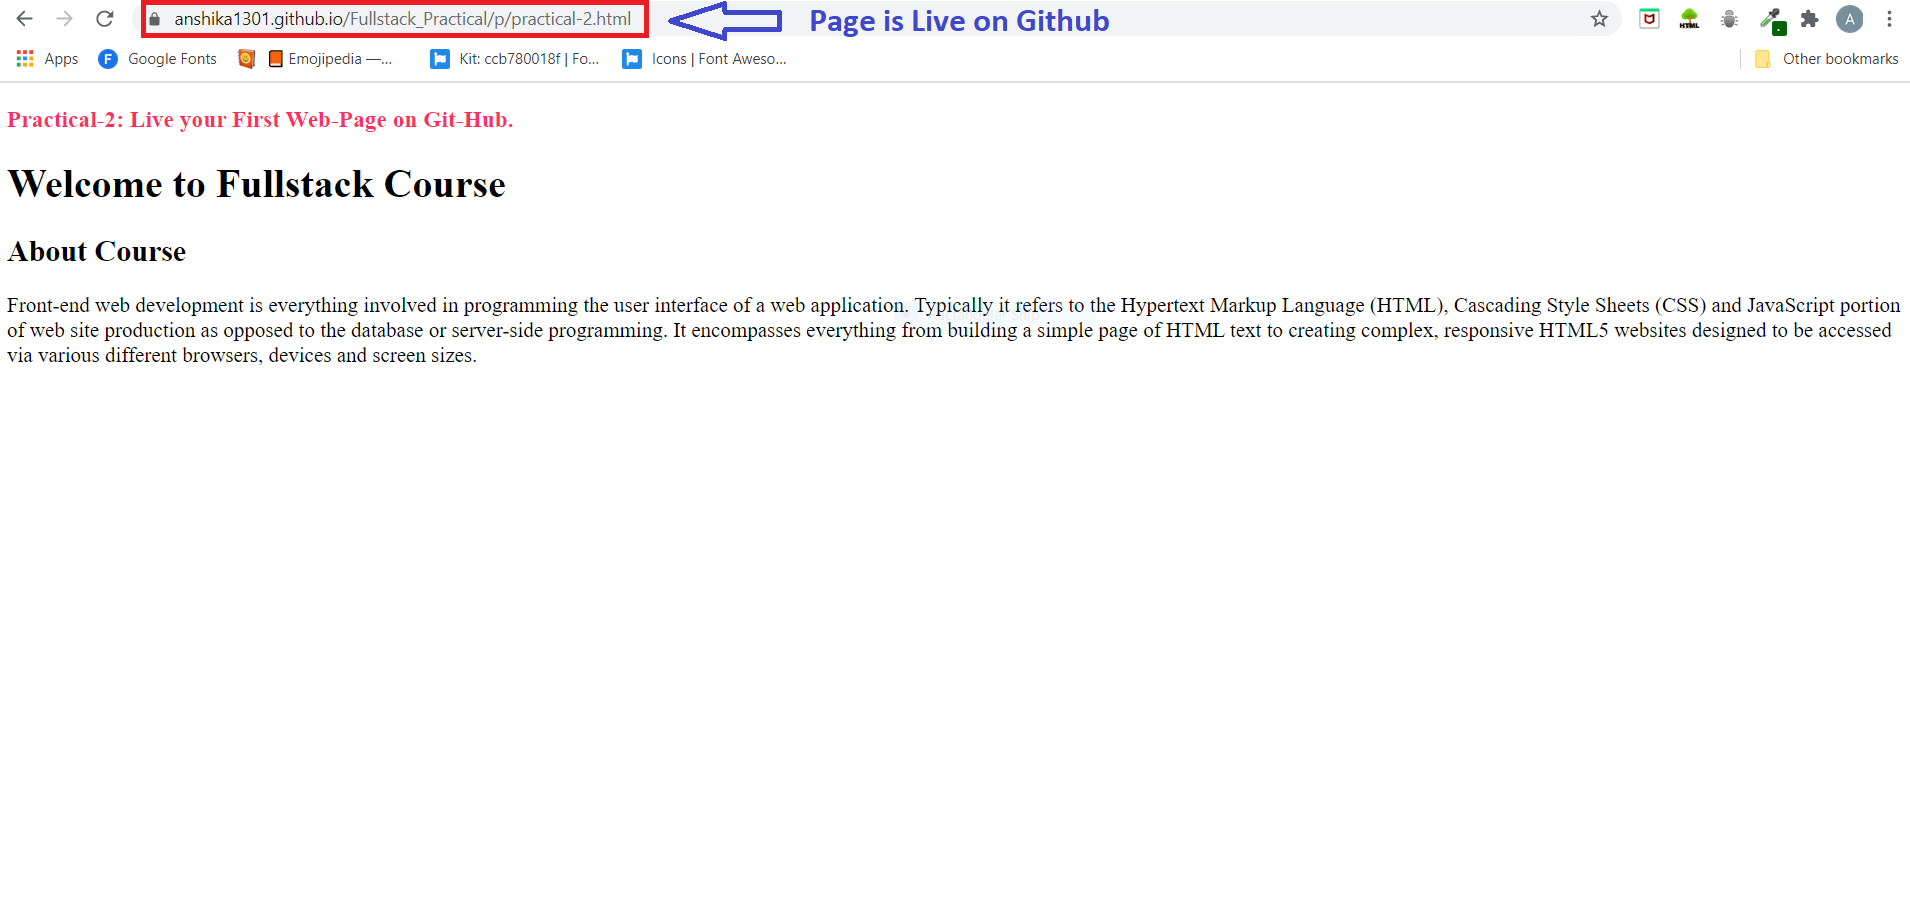 anshika1301.github.io/Fullstack_Practical/p/practical-2.html
Page is Live on Github
A
Apps
F
Google Fonts
Emojipedia —...
Kit: ccb780018f | Fo...
Icons | Font Aweso...
Other bookmarks
Practical-2: Live your First Web-Page on Git-Hub.
Welcome to Fullstack Course
About Course
Front-end web development is everything involved in programming the user interface of a web application. Typically it refers to the Hypertext Markup Language (HTML), Cascading Style Sheets (CSS) and JavaScript portion
of web site production as opposed to the database or server-side programming. It encompasses everything from building a simple page of HTML text to creating complex, responsive HTML5 websites designed to be accessed
via various different browsers, devices and screen sizes.